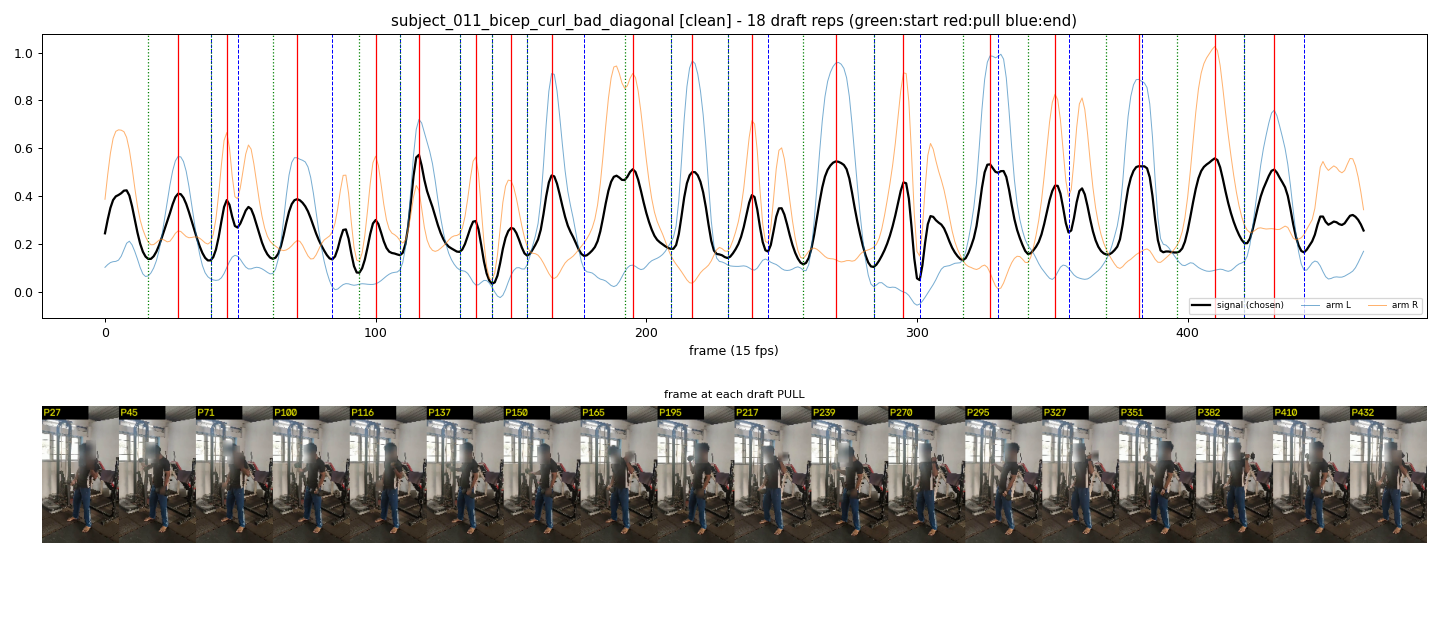 subject_011_bicep_curl_bad_diagonal [clean] - 18 draft reps (green:start red:pull blue:end)
1.0
0.8
0.6
0.4
0.2
0.0
signal (chosen)
arm L
arm R
0
100
200
300
400
frame (15 fps)
frame at each draft PULL
P27
P45
P71
P100
P116
P137
P150
P165
P195
P217
P239
P270
P295
P327
P351
P382
P410
P432